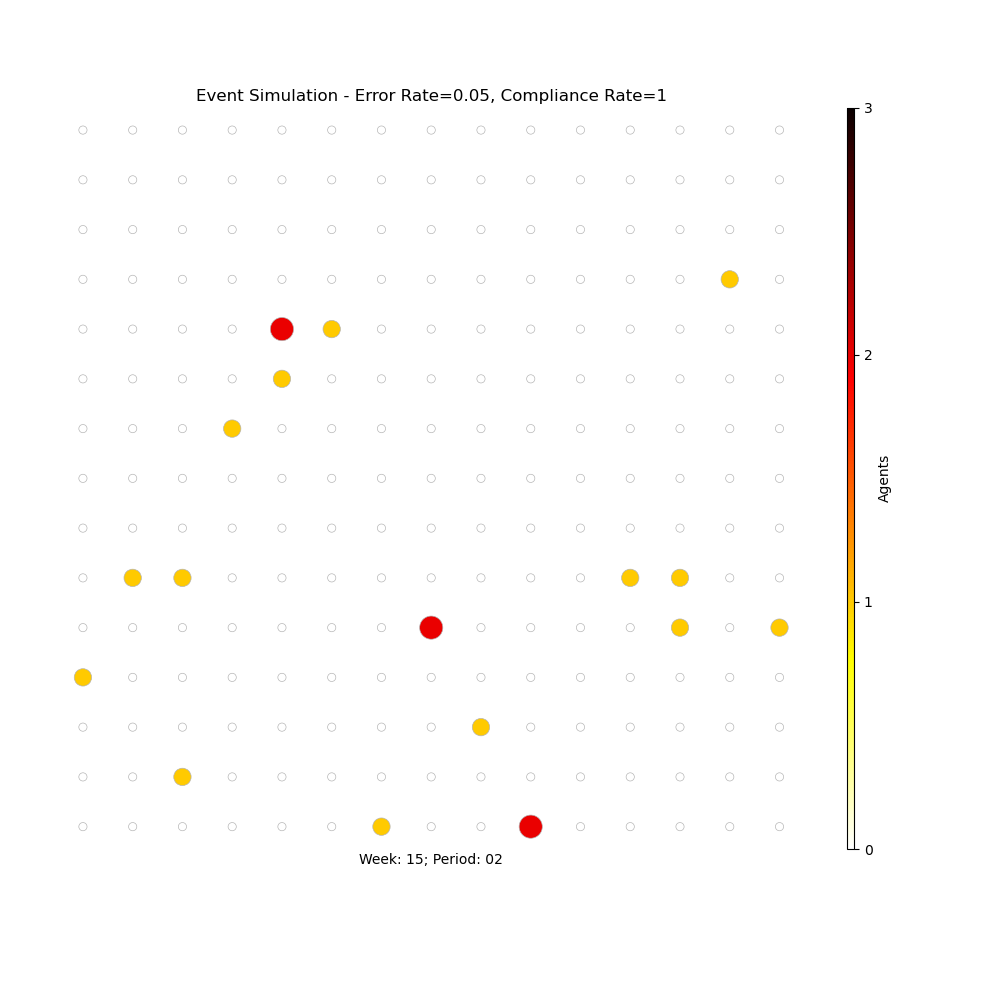 Event Simulation - Error Rate=0.05, Compliance Rate=1
3
2
Agents
1
0
Week: 15; Period: 02